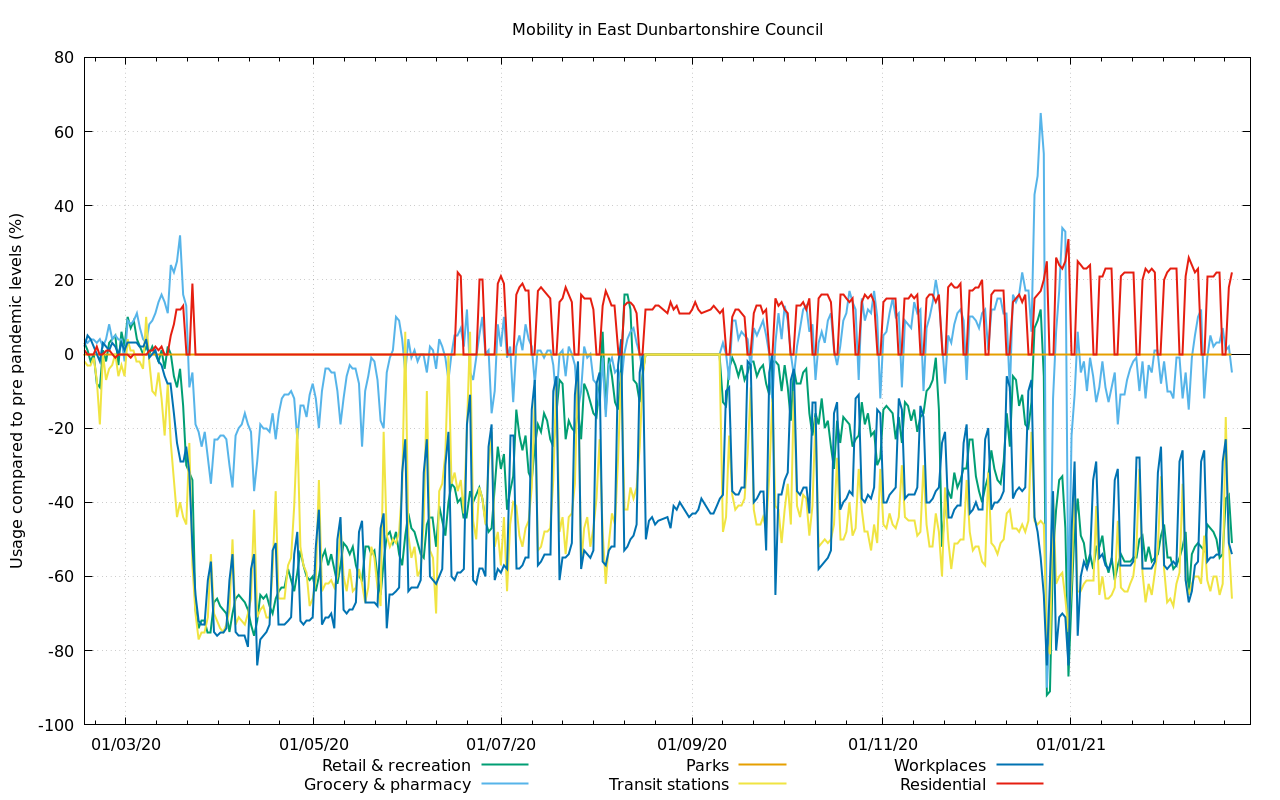 Mobility in East Dunbartonshire Council
Usage compared to pre pandemic levels (%)
80
60
40
20
0
-20
-40
-60
-80
-100
01/03/20 01/05/20 01/07/20 01/09/20 01/11/20 01/01/21
Retail & recreation Parks Workplaces
Grocery & pharmacy Transit stations Residential